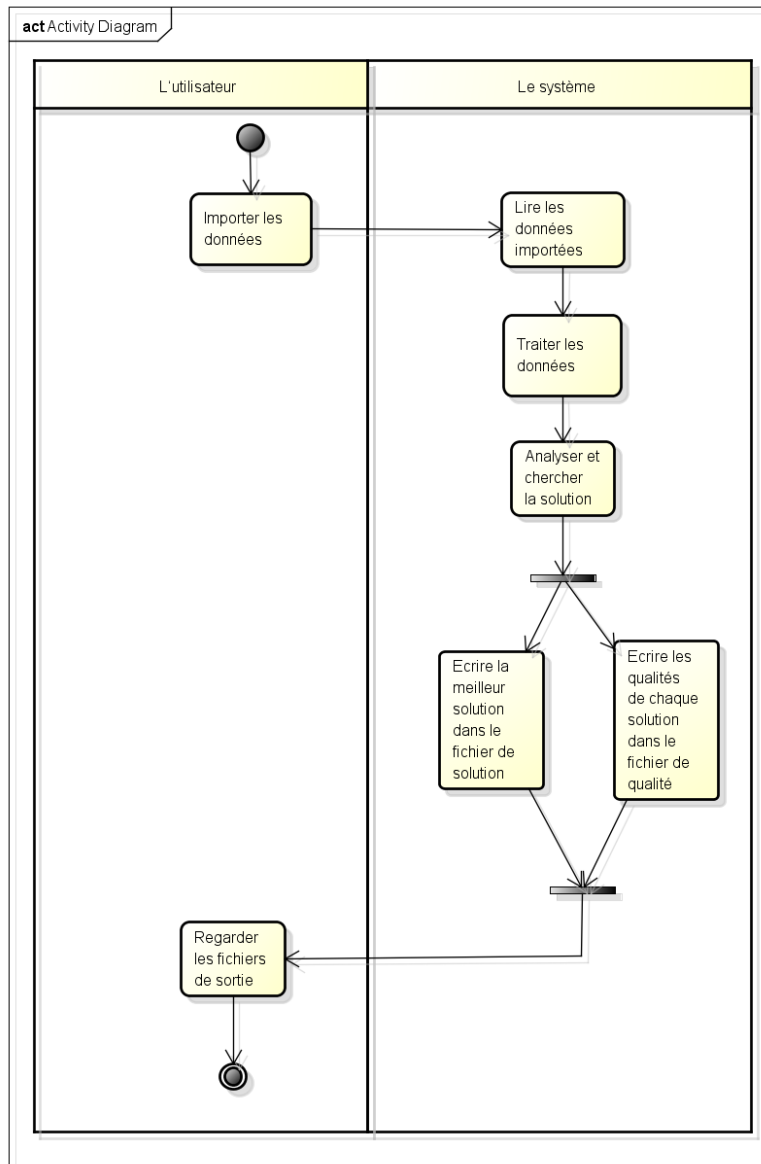 act Activity Diagram
L'utilisateur
Le système
Importer les
données
Lire les
données
importées
Traiter les
données
Analyser et
chercher
la solution
Ecrire la
meilleur
solution
dans le
fichier de
solution
Ecrire les
qualités
de chaque
solution
dans le
fichier de
qualité
Regarder
les fichiers
de sortie